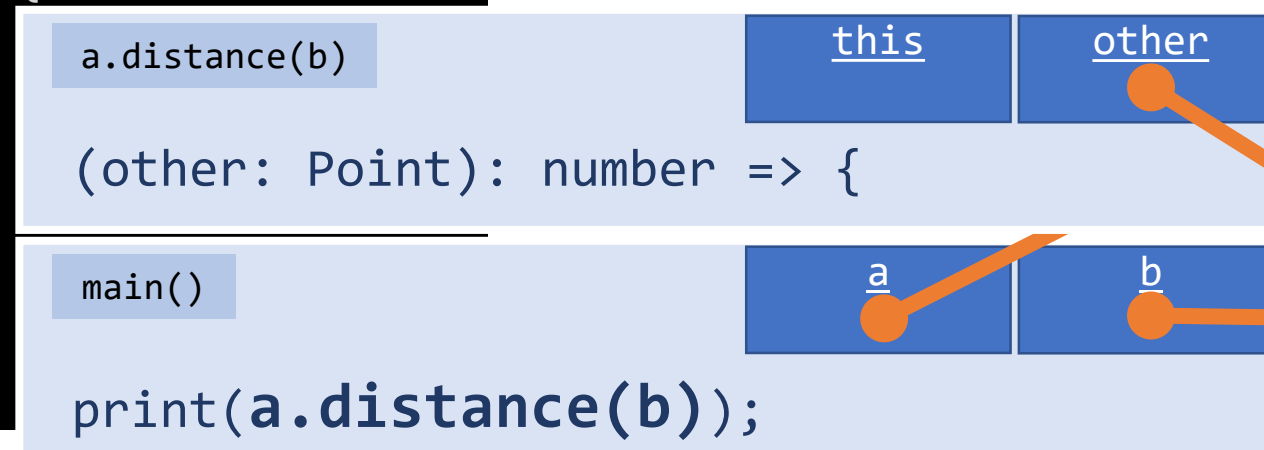 a.distance(b)
this
other
(other: Point): number => {
main()
a
b
print(a.distance(b));